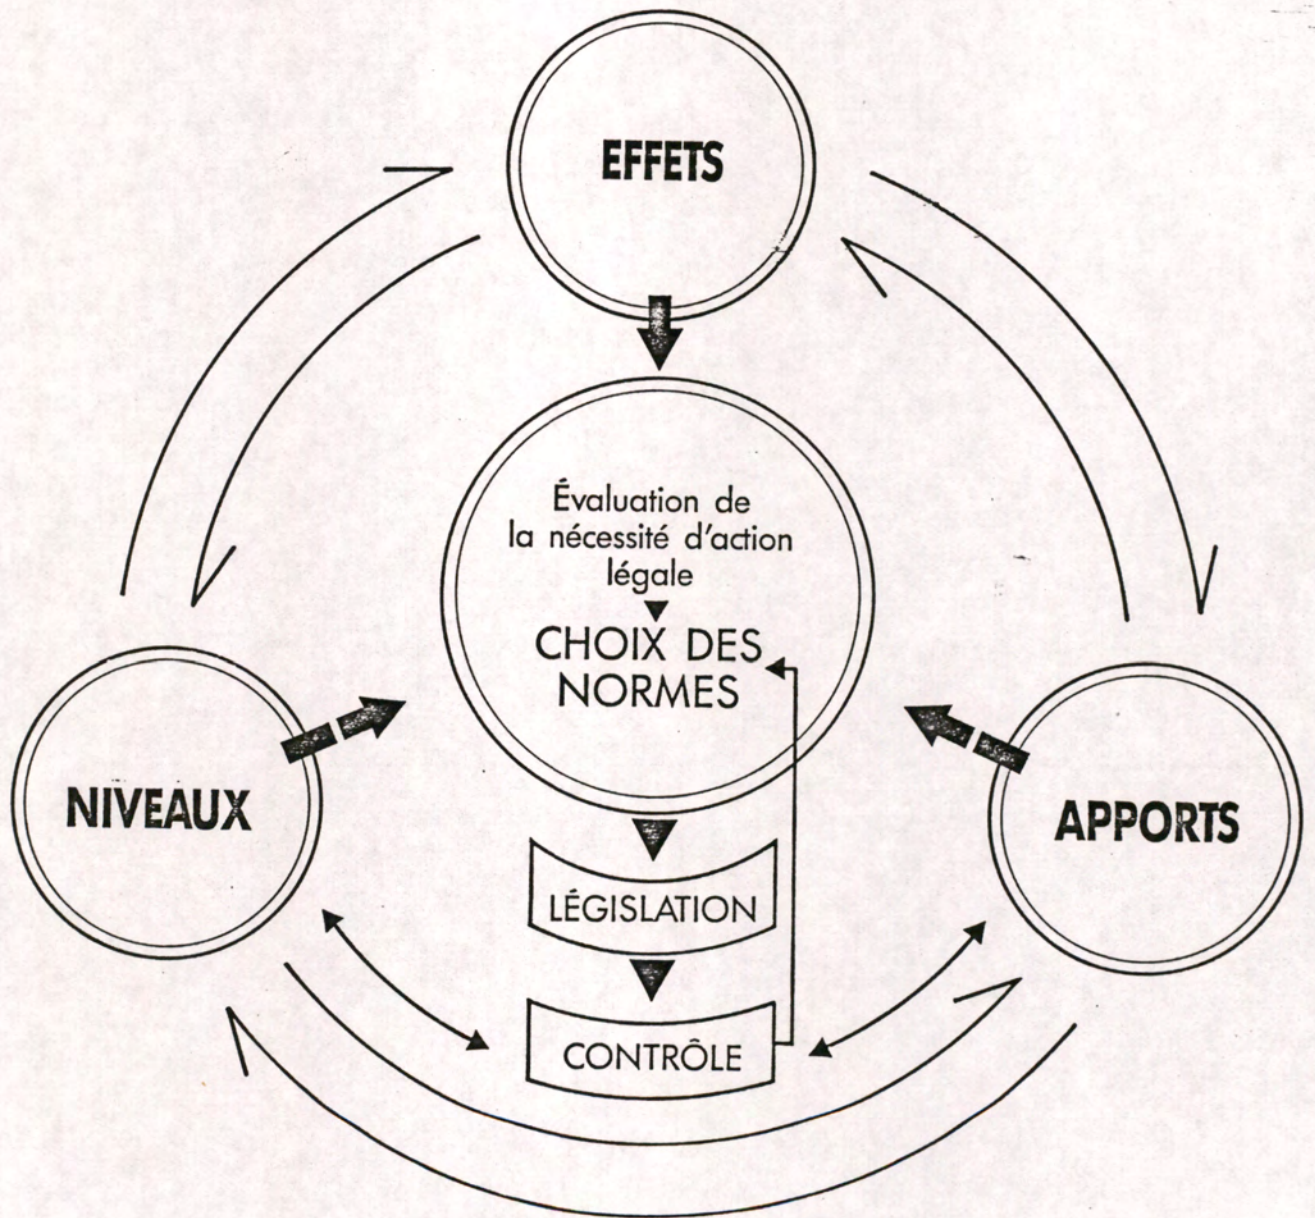 EFFETS
Évaluation de
la nécessité d'action
légale
CHOIX DES
NORMES
NIVEAUX
APPORTS
LÉGISLATION
CONTRÔLE